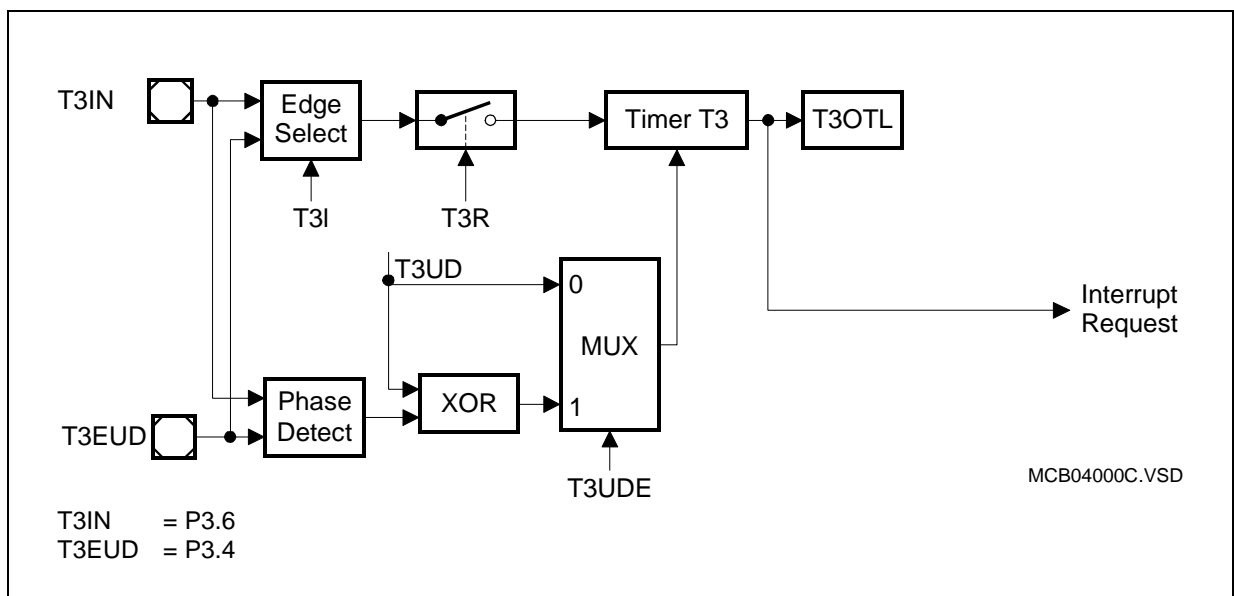 T3IN
Edge
Select
Timer T3
T3OTL
T3I
T3R
T3UD
0
MUX
1
Interrupt
Request
Phase
Detect
XOR
T3EUD
T3UDE
MCB04000C.VSD
T3IN = P3.6
T3EUD = P3.4